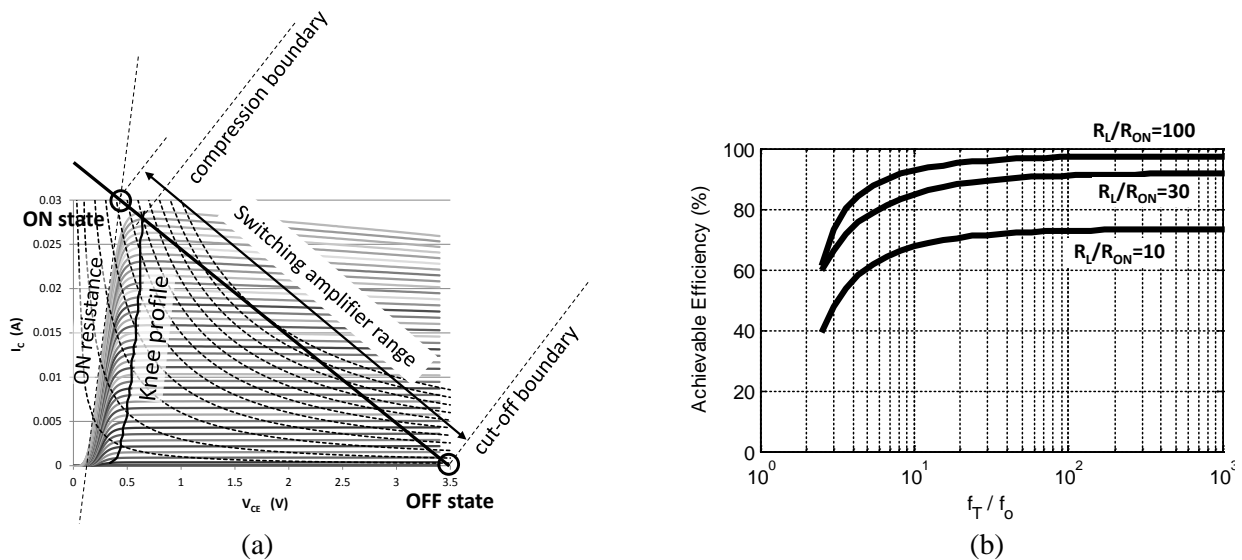 compression boundary
ON state
Switching amplifier range
ON resistance
Knee profile
cut-off boundary
OFF state
I_c (A)
0.03
0.025
0.02
0.015
0.01
0.005
0
0 0.5 1 1.5 2 2.5 3 3.5
V_CE (V)
(a)
R_L/R_ON=100
R_L/R_ON=30
R_L/R_ON=10
Achievable Efficiency (%)
100
80
60
40
20
0
10^0 10^1 10^2 10^3
f_T / f_o
(b)